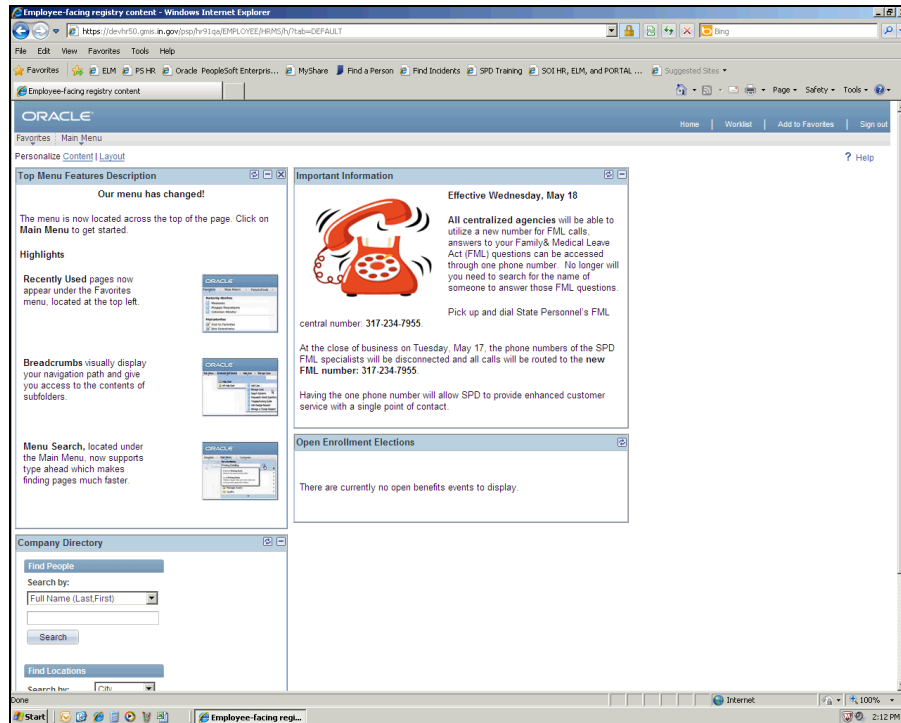 Employee-facing registry content - Windows Internet Explorer
https://devhr50.gmis.in.gov/psp/hr91qa/EMPLOYEE/HRMS/h/?tab=DEFAULT
Bing
File Edit View Favorites Tools Help
Favorites ELM PS HR Oracle PeopleSoft Enterpris... MyShare Find a Person Find Incidents SPD Training SOI HR, ELM, and PORTAL ... Suggested Sites
Employee-facing registry content
Page Safety Tools
ORACLE
Home | Worklist | Add to Favorites | Sign out
Favorites Main Menu
Personalize Content | Layout
? Help
Top Menu Features Description
Our menu has changed!
The menu is now located across the top of the page. Click on
Main Menu to get started.
Highlights
Recently Used pages now
appear under the Favorites
menu, located at the top left.
ORACLE
Breadcrumbs visually display
your navigation path and give
you access to the contents of
subfolders.
ORACLE
Menu Search, located under
the Main Menu, now supports
type ahead which makes
finding pages much faster.
ORACLE
Important Information
Effective Wednesday, May 18
All centralized agencies will be able to
utilize a new number for FML calls,
answers to your Family& Medical Leave
Act (FML) questions can be accessed
through one phone number. No longer will
you need to search for the name of
someone to answer those FML questions.
Pick up and dial State Personnel's FML
central number: 317-234-7955.
At the close of business on Tuesday, May 17, the phone numbers of the SPD
FML specialists will be disconnected and all calls will be routed to the new
FML number: 317-234-7955.
Having the one phone number will allow SPD to provide enhanced customer
service with a single point of contact.
Open Enrollment Elections
There are currently no open benefits events to display.
Company Directory
Find People
Search by:
Full Name (Last,First)
Search
Find Locations
Search by: City
Done
Internet
100%
Start
Employee-facing regi...
2:12 PM